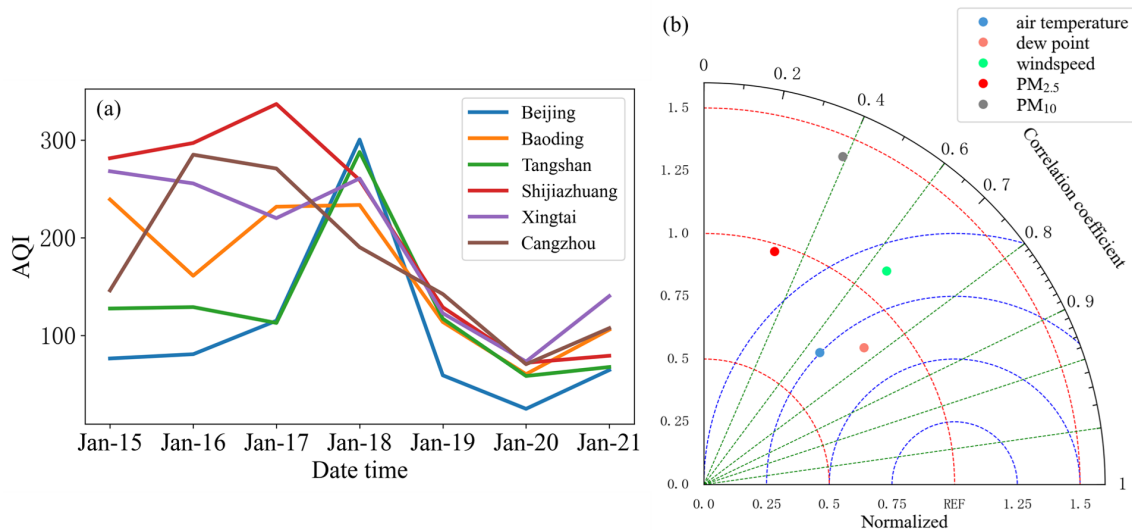 (a)
AQI
300
200
100
Jan-15 Jan-16 Jan-17 Jan-18 Jan-19 Jan-20 Jan-21
Date time
Beijing
Baoding
Tangshan
Shijiazhuang
Xingtai
Cangzhou
(b)
air temperature
dew point
windspeed
PM2.5
PM10
0
0.2
0.4
0.6
0.7
0.8
0.9
1
Correlation coefficient
1.5
1.25
1.0
0.75
0.5
0.25
0.0
0.0 0.25 0.5 0.75 REF 1.25 1.5
Normalized